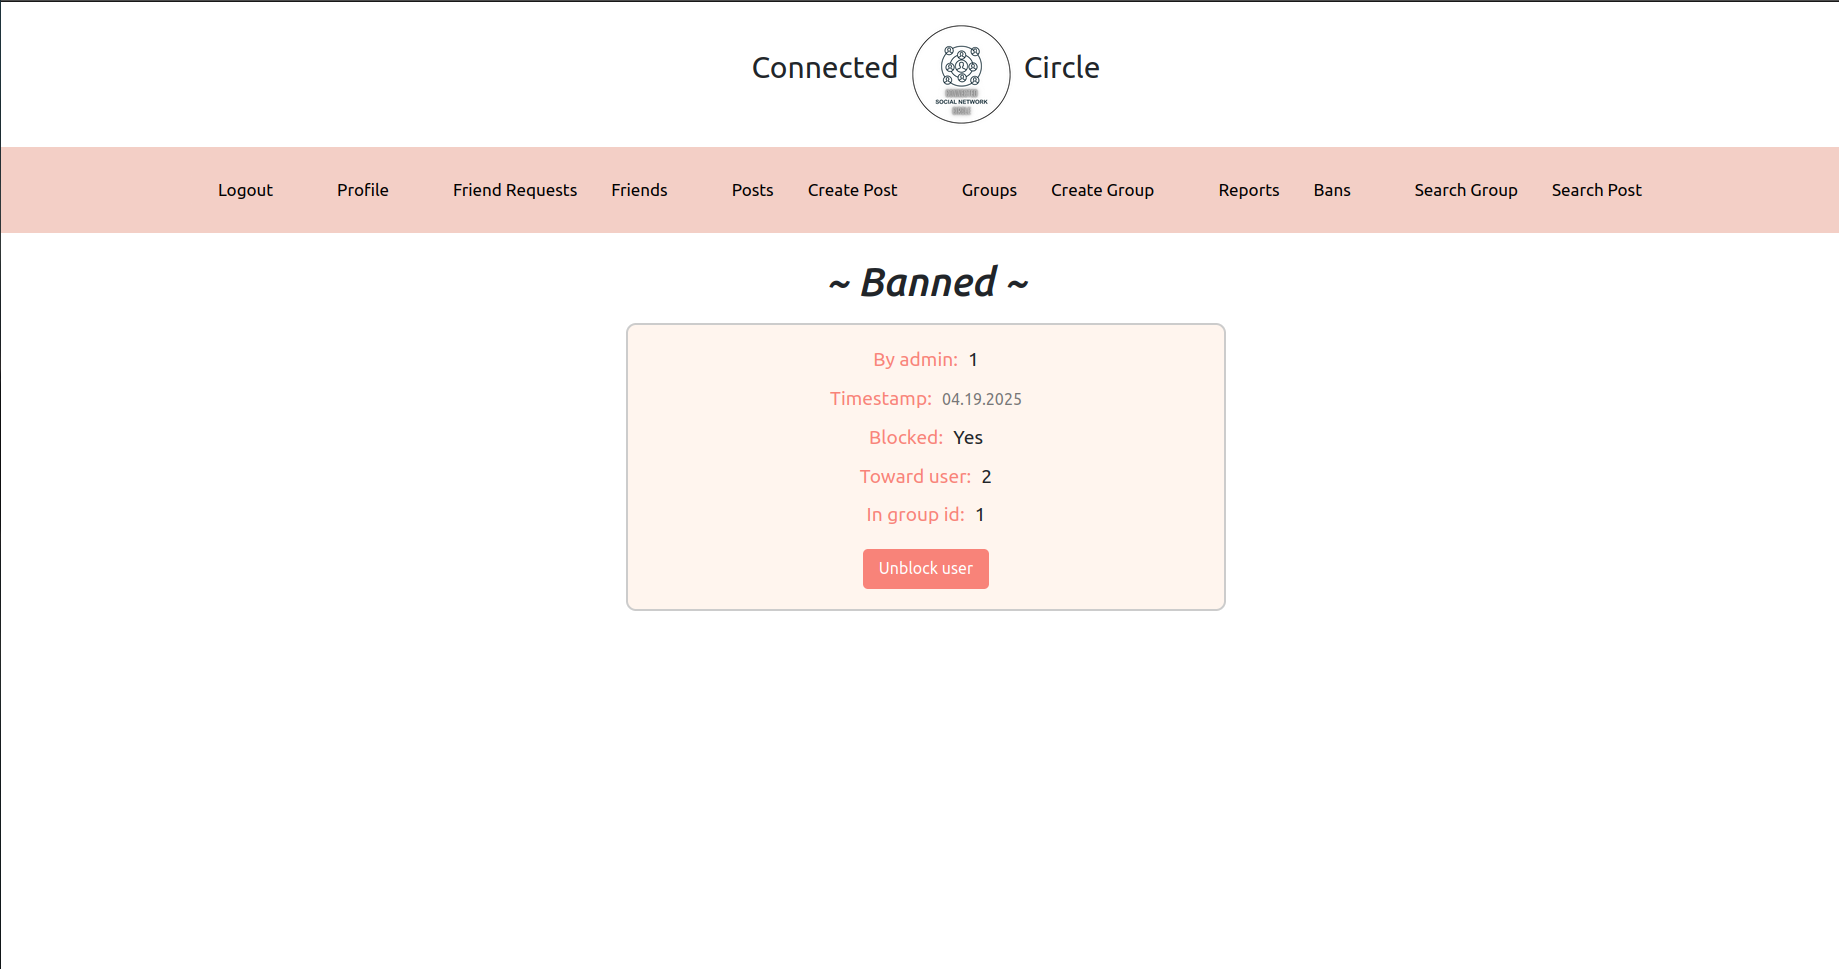 Connected
SOCIAL NETWORK
Circle
Logout Profile Friend Requests Friends Posts Create Post Groups Create Group Reports Bans Search Group Search Post
~ Banned ~
By admin: 1
Timestamp: 04.19.2025
Blocked: Yes
Toward user: 2
In group id: 1
Unblock user